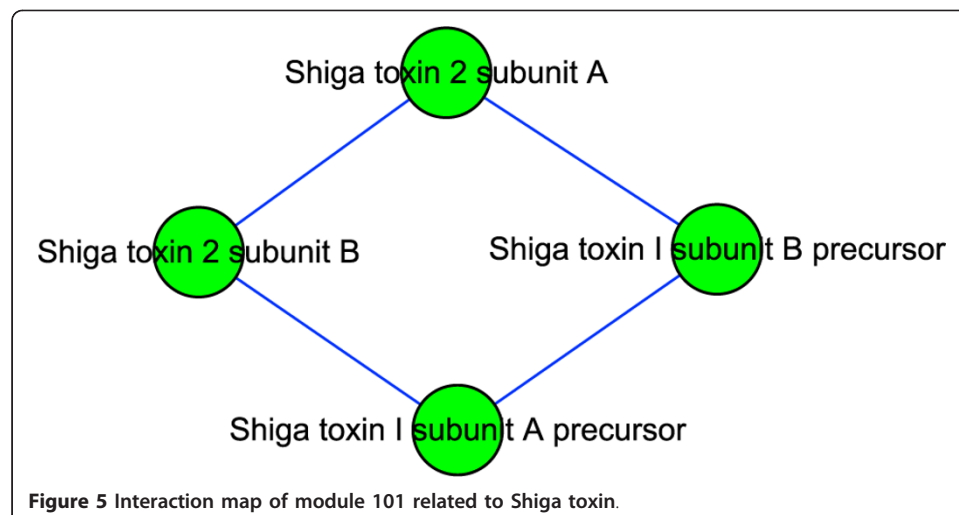 Shiga toxin 2 subunit A
Shiga toxin 2 subunit B
Shiga toxin I subunit B precursor
Shiga toxin I subunit A precursor
Figure 5 Interaction map of module 101 related to Shiga toxin.